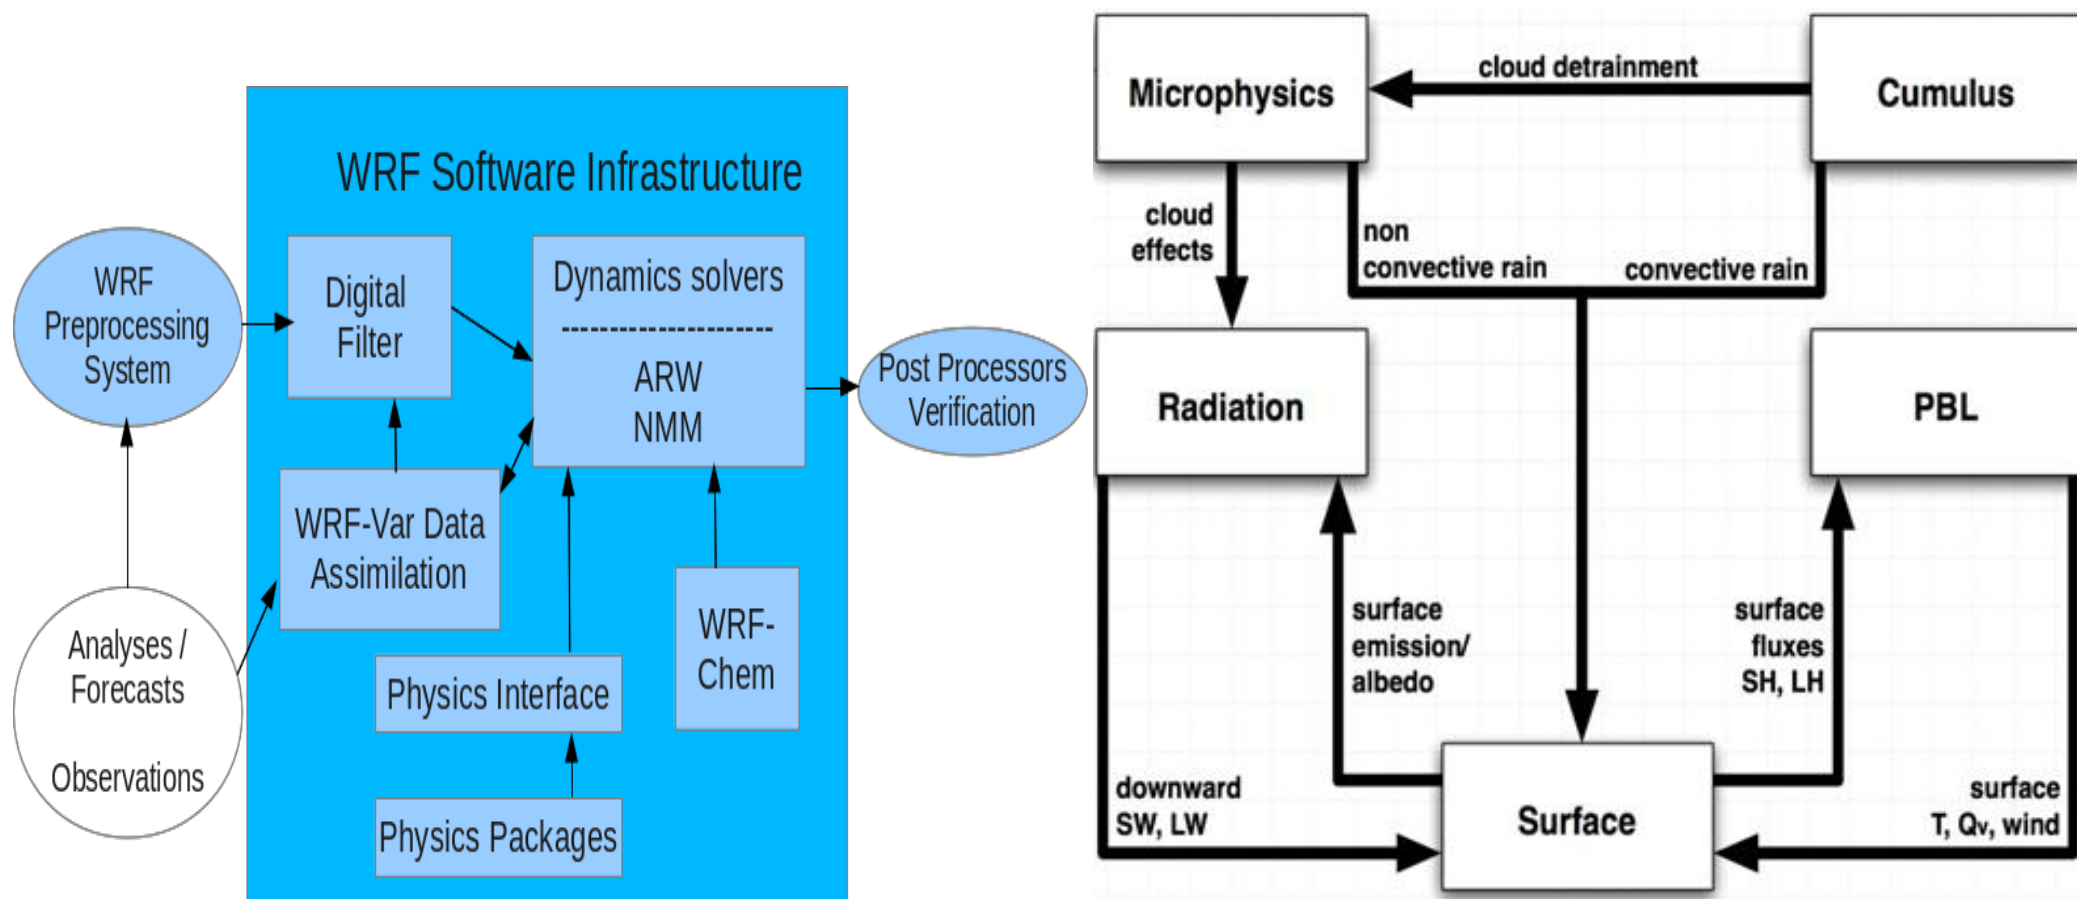 WRF Software Infrastructure
WRF
Preprocessing
System
Digital
Filter
Dynamics solvers
----------------------
ARW
NMM
Post Processors
Verification
WRF-Var Data
Assimilation
Analyses /
Forecasts
Observations
Physics Interface
WRF-
Chem
Physics Packages
Microphysics
cloud detrainment
Cumulus
cloud
effects
non
convective rain
convective rain
Radiation
PBL
surface
emission/
albedo
surface
fluxes
SH, LH
downward
SW, LW
Surface
surface
T, Qv, wind